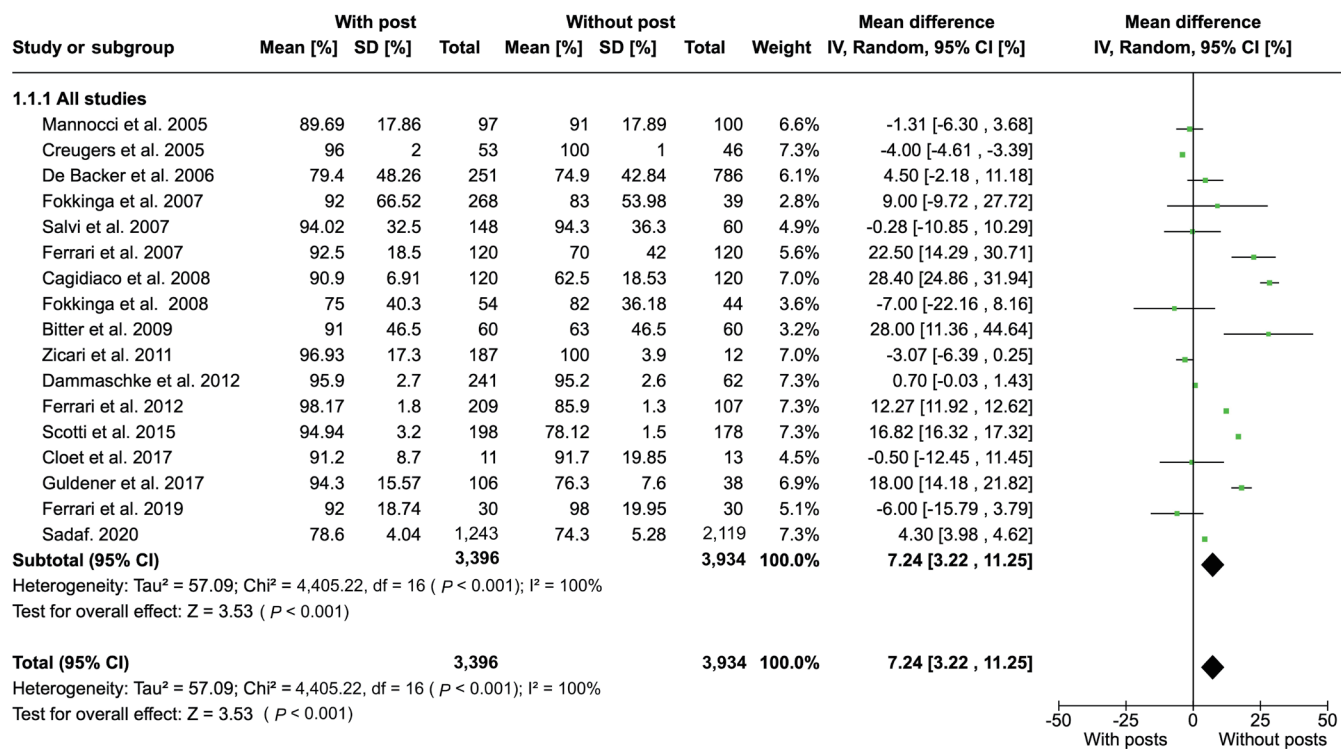 With post Without post Mean difference Mean difference
Study or subgroup Mean [%] SD [%] Total Mean [%] SD [%] Total Weight IV, Random, 95% CI [%] IV, Random, 95% CI [%]
1.1.1 All studies
Mannocci et al. 2005 89.69 17.86 97 91 17.89 100 6.6% -1.31 [-6.30 , 3.68]
Creugers et al. 2005 96 2 53 100 1 46 7.3% -4.00 [-4.61 , -3.39]
De Backer et al. 2006 79.4 48.26 251 74.9 42.84 786 6.1% 4.50 [-2.18 , 11.18]
Fokkinga et al. 2007 92 66.52 268 83 53.98 39 2.8% 9.00 [-9.72 , 27.72]
Salvi et al. 2007 94.02 32.5 148 94.3 36.3 60 4.9% -0.28 [-10.85 , 10.29]
Ferrari et al. 2007 92.5 18.5 120 70 42 120 5.6% 22.50 [14.29 , 30.71]
Cagidiaco et al. 2008 90.9 6.91 120 62.5 18.53 120 7.0% 28.40 [24.86 , 31.94]
Fokkinga et al. 2008 75 40.3 54 82 36.18 44 3.6% -7.00 [-22.16 , 8.16]
Bitter et al. 2009 91 46.5 60 63 46.5 60 3.2% 28.00 [11.36 , 44.64]
Zicari et al. 2011 96.93 17.3 187 100 3.9 12 7.0% -3.07 [-6.39 , 0.25]
Dammaschke et al. 2012 95.9 2.7 241 95.2 2.6 62 7.3% 0.70 [-0.03 , 1.43]
Ferrari et al. 2012 98.17 1.8 209 85.9 1.3 107 7.3% 12.27 [11.92 , 12.62]
Scotti et al. 2015 94.94 3.2 198 78.12 1.5 178 7.3% 16.82 [16.32 , 17.32]
Cloet et al. 2017 91.2 8.7 11 91.7 19.85 13 4.5% -0.50 [-12.45 , 11.45]
Guldener et al. 2017 94.3 15.57 106 76.3 7.6 38 6.9% 18.00 [14.18 , 21.82]
Ferrari et al. 2019 92 18.74 30 98 19.95 30 5.2% -6.00 [-15.79 , 3.79]
Sadaf. 2020 78.6 4.04 1,243 74.3 5.28 2,119 7.3% 4.30 [3.98 , 4.62]
Subtotal (95% CI) 3,396 3,934 100.0% 7.24 [3.22 , 11.25]
Heterogeneity: Tau² = 57.09; Chi² = 4,405.22, df = 16 ( P < 0.001); I² = 100%
Test for overall effect: Z = 3.53 ( P < 0.001)
Total (95% CI) 3,396 3,934 100.0% 7.24 [3.22 , 11.25]
Heterogeneity: Tau² = 57.09; Chi² = 4,405.22, df = 16 ( P < 0.001); I² = 100%
Test for overall effect: Z = 3.53 ( P < 0.001)
-50 -25 0 25 50
With posts Without posts